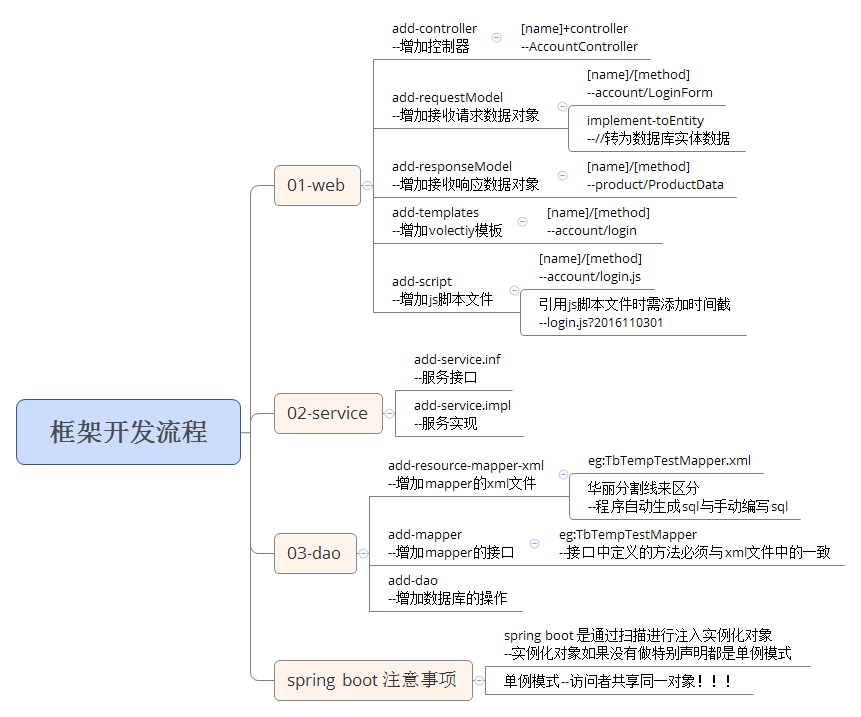 框架开发流程
01-web
add-controller
--增加控制器
[name]+controller
--AccountController
add-requestModel
--增加接收请求数据对象
[name]/[method]
--account/LoginForm
implement-toEntity
--//转为数据库实体数据
add-responseModel
--增加接收响应数据对象
[name]/[method]
--product/ProductData
add-templates
--增加volectiy模板
[name]/[method]
--account/login
add-script
--增加js脚本文件
[name]/[method]
--account/login.js
引用js脚本文件时需添加时间截
--login.js?2016110301
02-service
add-service.inf
--服务接口
add-service.impl
--服务实现
03-dao
add-resource-mapper-xml
--增加mapper的xml文件
eg:TbTempTestMapper.xml
华丽分割线来区分
--程序自动生成sql与手动编写sql
add-mapper
--增加mapper的接口
eg:TbTempTestMapper
--接口中定义的方法必须与xml文件中的一致
add-dao
--增加数据库的操作
spring boot 注意事项
spring boot 是通过扫描进行注入实例化对象
--实例化对象如果没有做特别声明都是单例模式
单例模式--访问者共享同一对象！！！